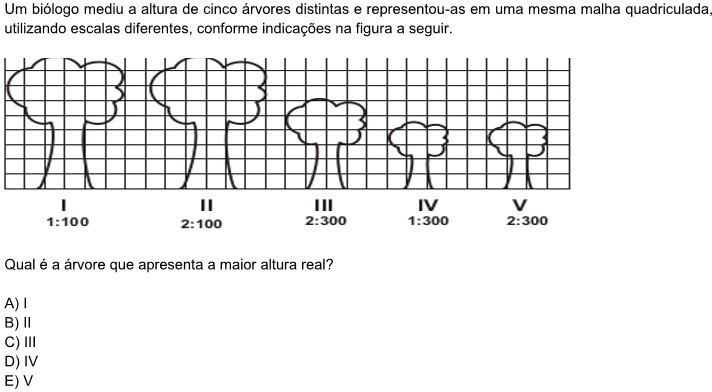 Um biólogo mediu a altura de cinco árvores distintas e representou-as em uma mesma malha quadriculada,
utilizando escalas diferentes, conforme indicações na figura a seguir.
I II III IV V
1:100 2:100 2:300 1:300 2:300
Qual é a árvore que apresenta a maior altura real?
A) I
B) II
C) III
D) IV
E) V